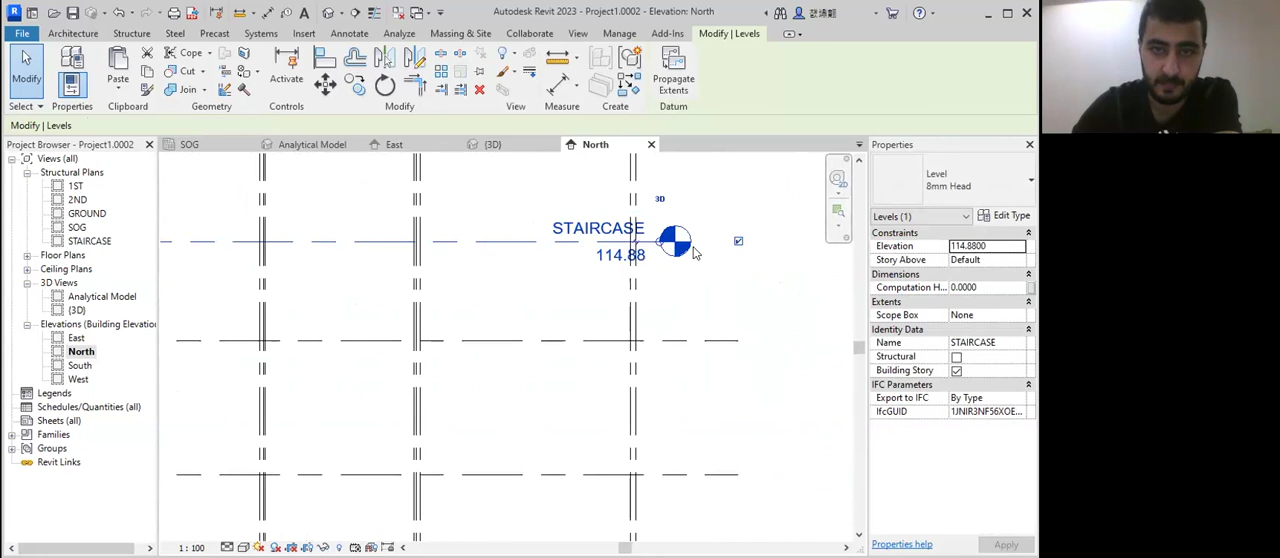 Autodesk Revit 2023 - Project1.0002 - Elevation: North
File Architecture Structure Steel Precast Systems Insert Annotate Analyze Massing & Site Collaborate View Manage Add-Ins Modify | Levels
Modify Paste Cope Cut Join Activate Propagate Extents
Select Properties Clipboard Geometry Controls Modify View Measure Create Datum
Modify | Levels
Project Browser - Project1.0002
SOG Analytical Model East {3D} North
Properties
Views (all)
Structural Plans
1ST
2ND
GROUND
SOG
STAIRCASE
Floor Plans
Ceiling Plans
3D Views
Analytical Model
{3D}
Elevations (Building Elevation
East
North
South
West
Legends
Schedules/Quantities (all)
Sheets (all)
Families
Groups
Revit Links
3D
STAIRCASE
114.88
2D
1 : 100
Level
8mm Head
Levels (1) Edit Type
Constraints
Elevation 114.8800
Story Above Default
Dimensions
Computation H... 0.0000
Extents
Scope Box None
Identity Data
Name STAIRCASE
Structural
Building Story
IFC Parameters
Export to IFC By Type
IfcGUID 1JNIR3NF56XOE...
Properties help Apply